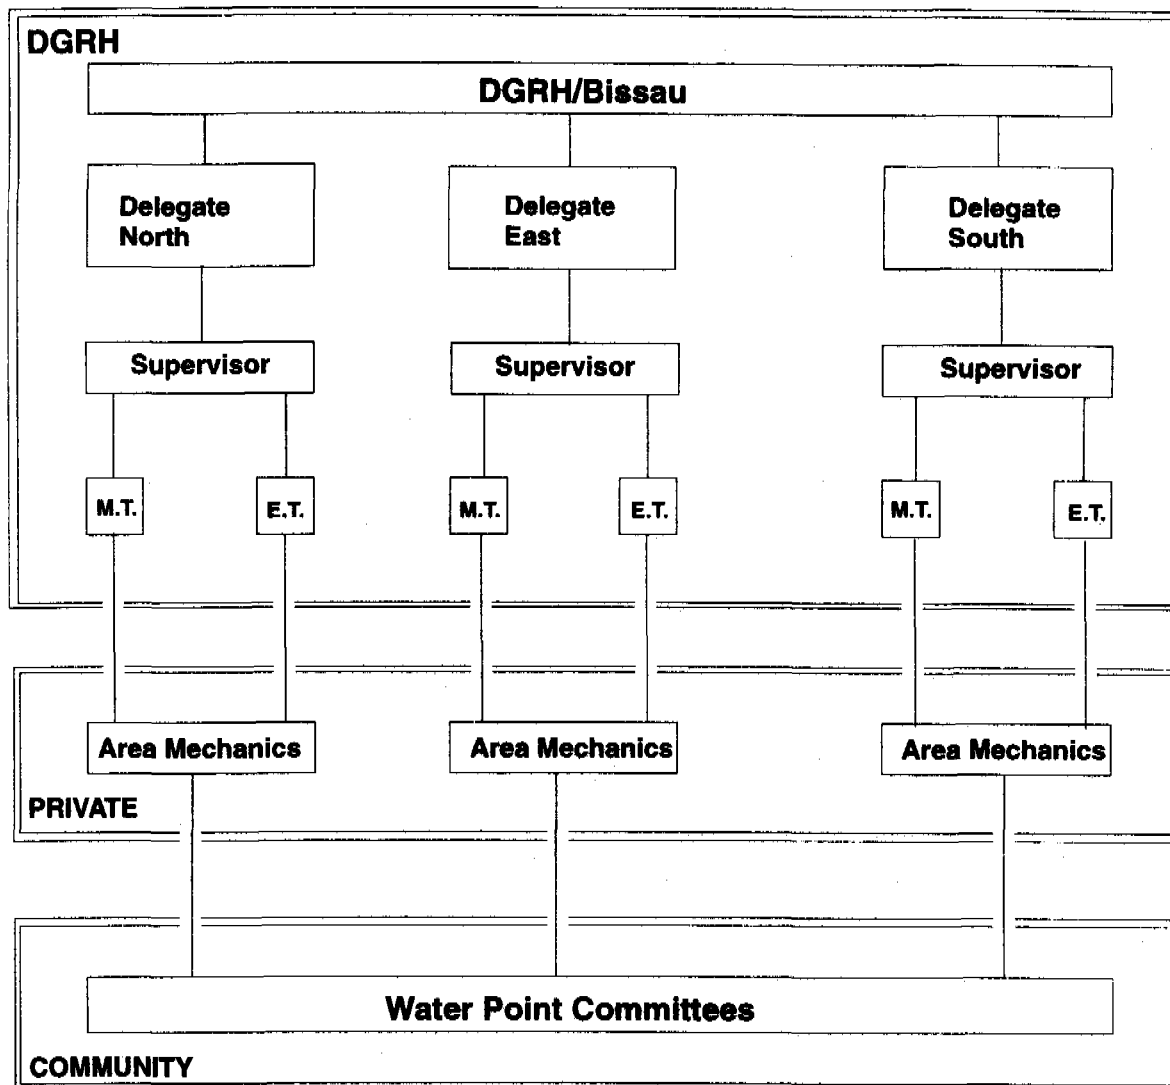 DGRH
DGRH/Bissau
Delegate
North
Delegate
East
Delegate
South
Supervisor
Supervisor
Supervisor
M.T.
E.T.
M.T.
E.T.
M.T.
E.T.
Area Mechanics
Area Mechanics
Area Mechanics
PRIVATE
Water Point Committees
COMMUNITY